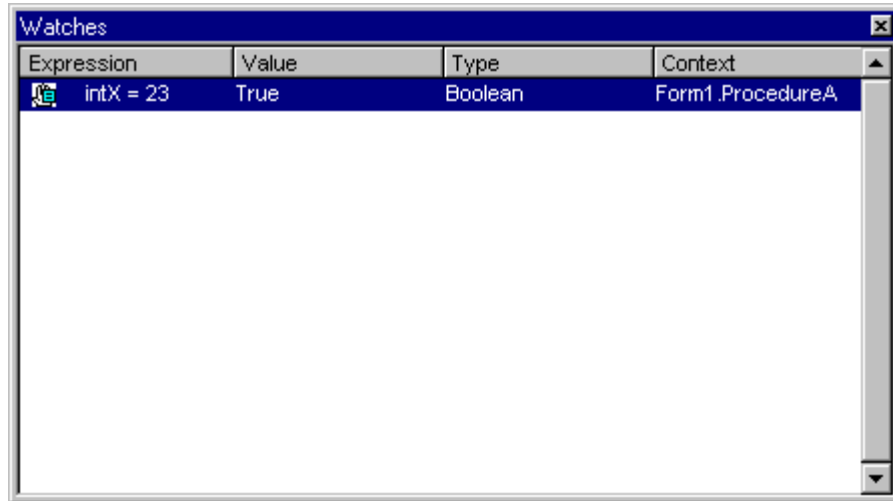 Watches
Expression Value Type Context
intX = 23 True Boolean Form1.ProcedureA